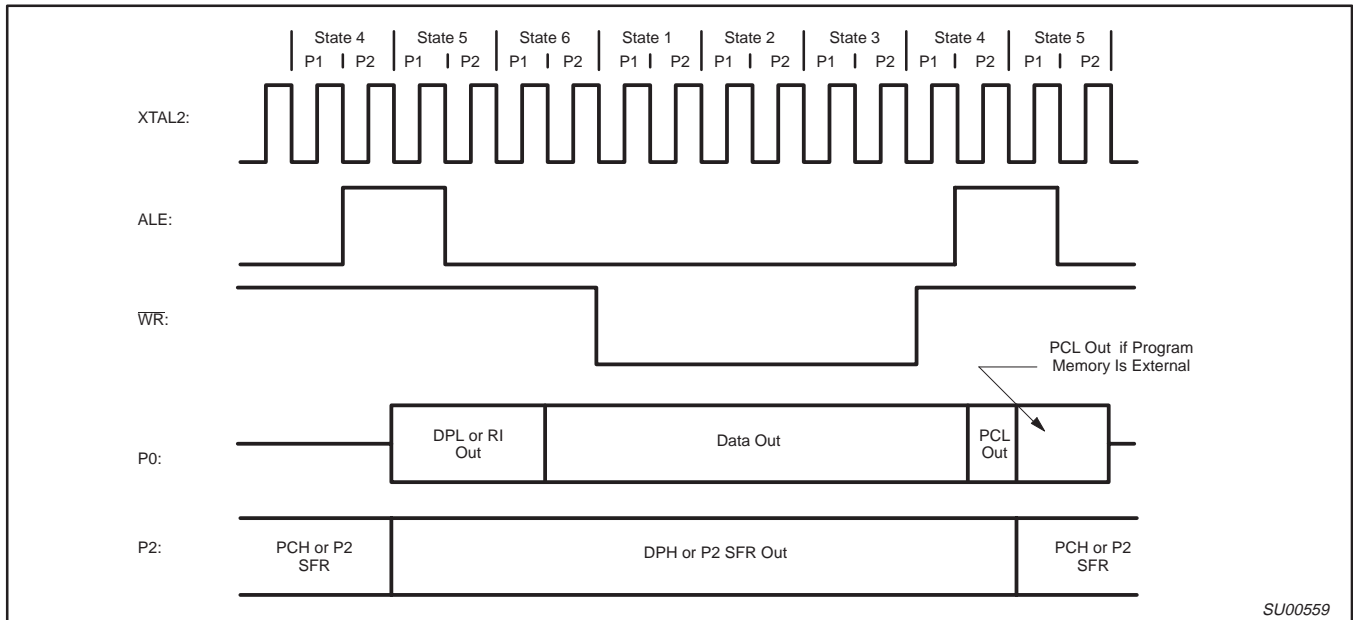 State 4 State 5 State 6 State 1 State 2 State 3 State 4 State 5
P1 P2 P1 P2 P1 P2 P1 P2 P1 P2 P1 P2 P1 P2 P1 P2
XTAL2:
ALE:
WR:
PCL Out if Program
Memory Is External
P0:
DPL or RI
Out
Data Out
PCL
Out
P2:
PCH or P2
SFR
DPH or P2 SFR Out
PCH or P2
SFR
SU00559